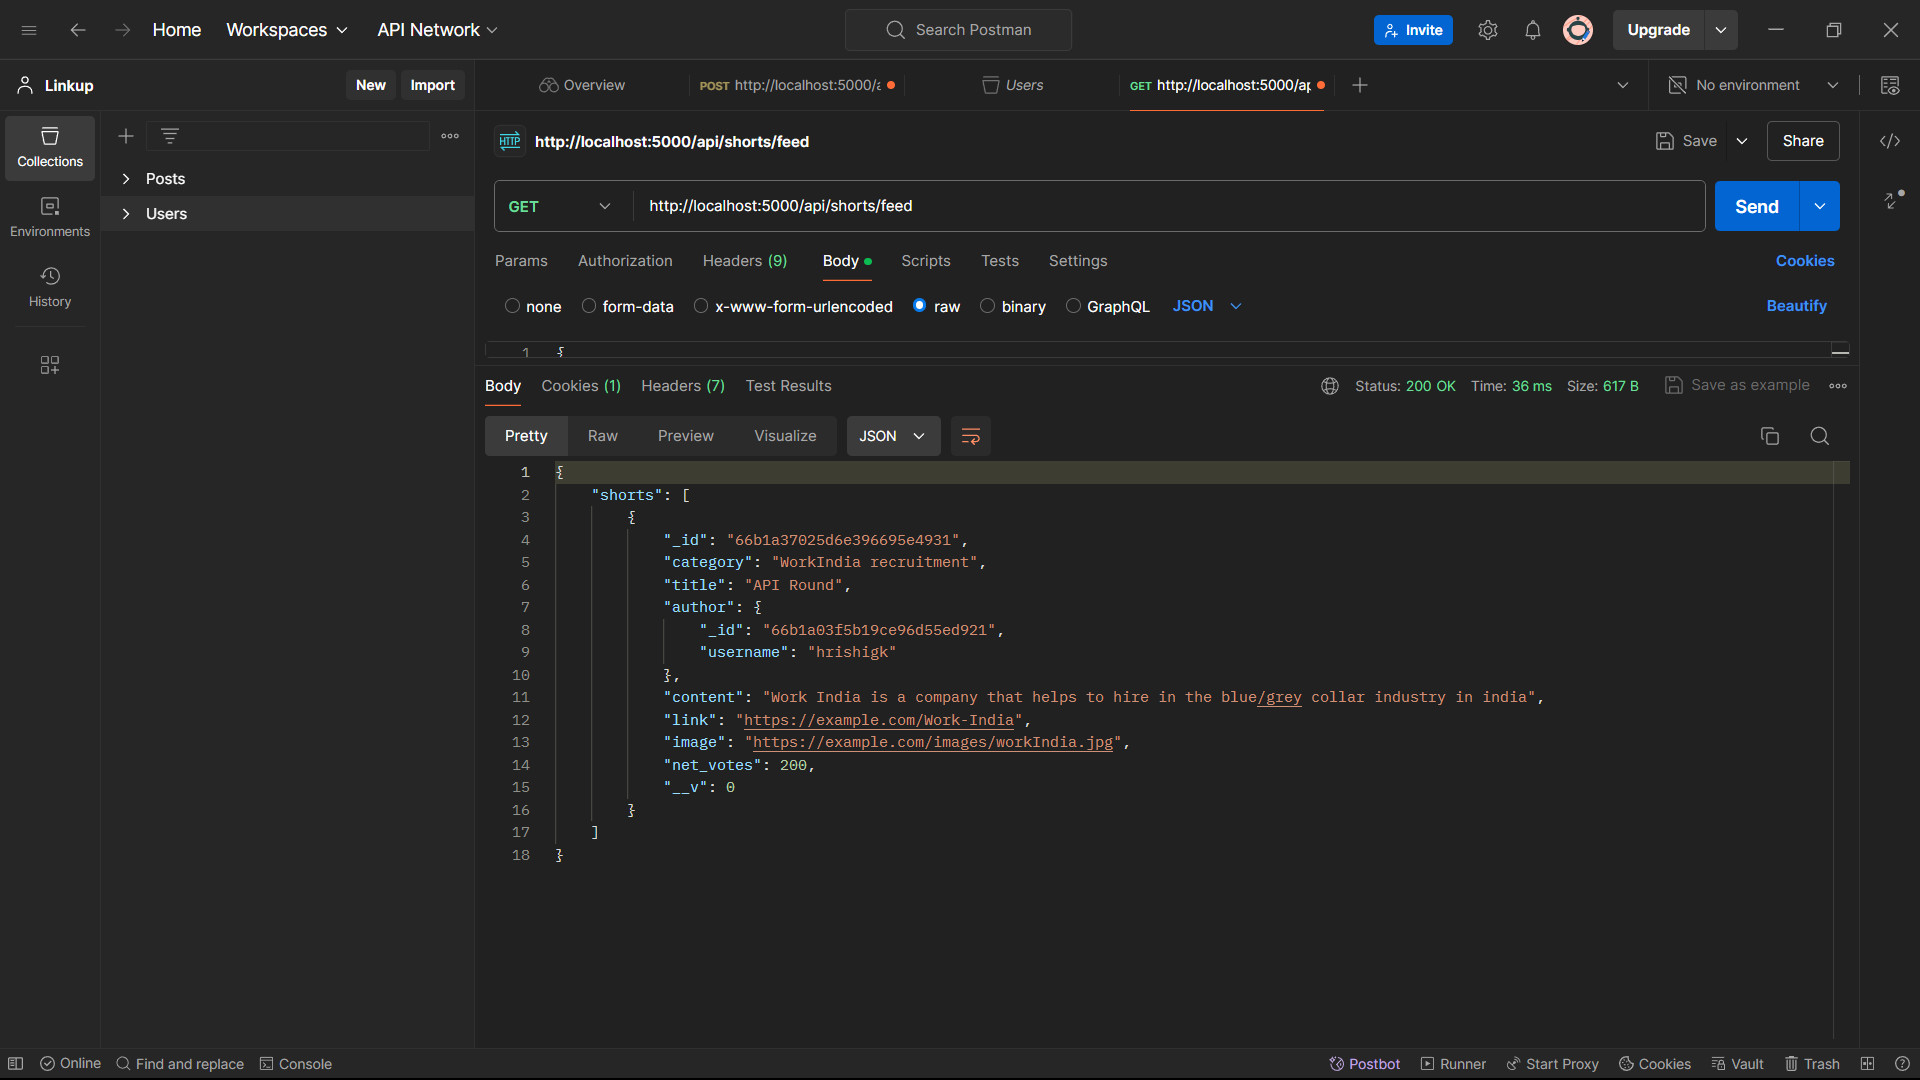 Home Workspaces API Network Search Postman Invite Upgrade
Linkup New Import Overview POST http://localhost:5000/a Users GET http://localhost:5000/ap No environment
Collections
Environments
History
Posts
Users
HTTP http://localhost:5000/api/shorts/feed Save Share
GET http://localhost:5000/api/shorts/feed Send
Params Authorization Headers (9) Body Scripts Tests Settings Cookies
none form-data x-www-form-urlencoded raw binary GraphQL JSON Beautify
1 {
Body Cookies (1) Headers (7) Test Results Status: 200 OK Time: 36 ms Size: 617 B Save as example
Pretty Raw Preview Visualize JSON
1 {
2 "shorts": [
3 {
4 "_id": "66b1a37025d6e396695e4931",
5 "category": "WorkIndia recruitment",
6 "title": "API Round",
7 "author": {
8 "_id": "66b1a03f5b19ce96d55ed921",
9 "username": "hrishigk"
10 },
11 "content": "Work India is a company that helps to hire in the blue/grey collar industry in india",
12 "link": "https://example.com/Work-India",
13 "image": "https://example.com/images/workIndia.jpg",
14 "net_votes": 200,
15 "__v": 0
16 }
17 ]
18 }
Online Find and replace Console Postbot Runner Start Proxy Cookies Vault Trash